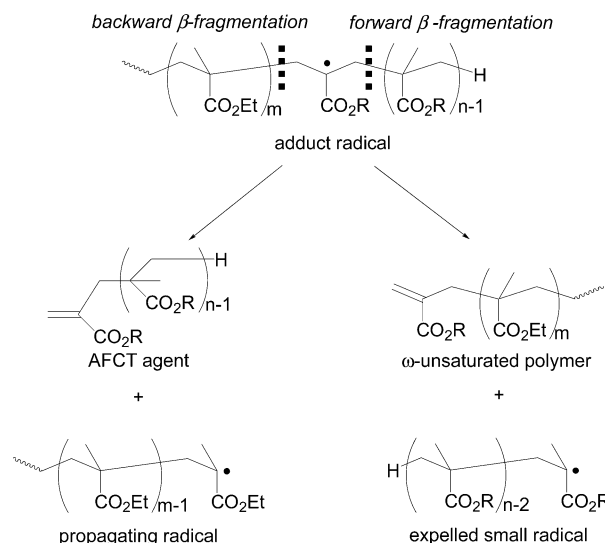 backward β-fragmentation forward β -fragmentation
H
CO2Et m CO2R CO2R n-1
adduct radical
H
CO2R n-1
CO2R CO2R CO2Et m
AFCT agent ω-unsaturated polymer
+ +
H
CO2Et m-1 CO2Et CO2R n-2 CO2R
propagating radical expelled small radical